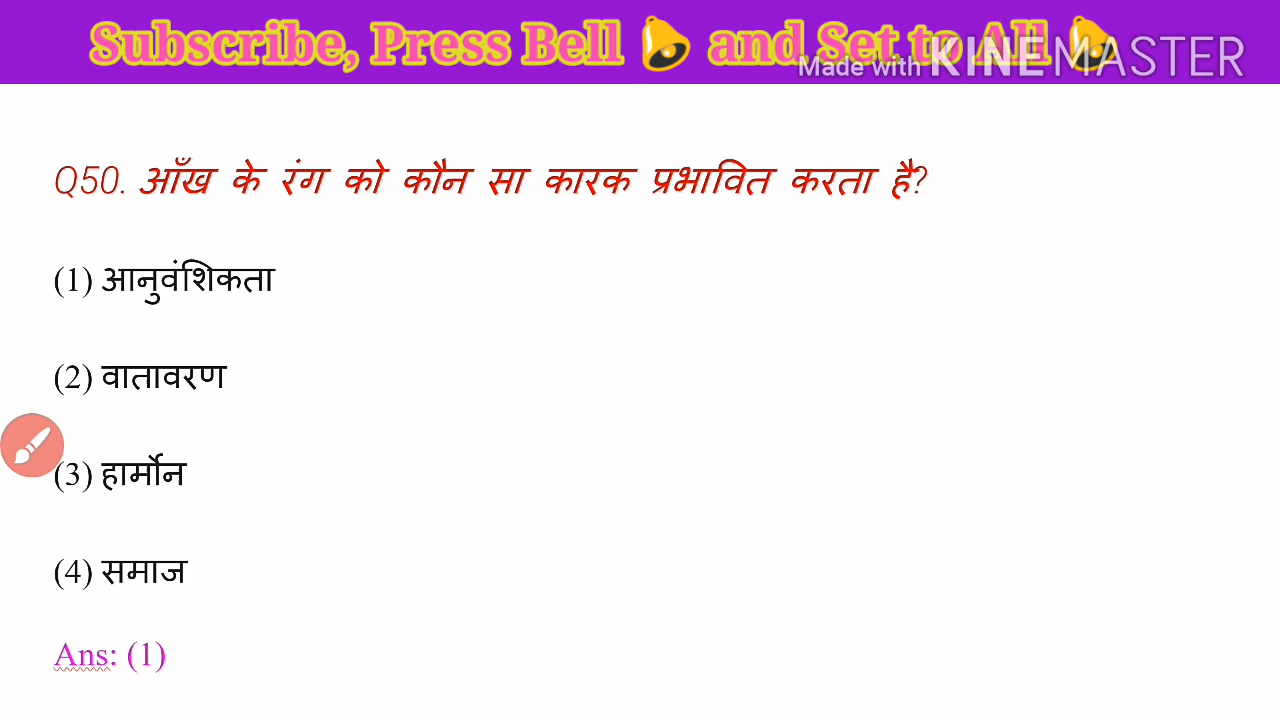 Subscribe, Press Bell 🔔 and Set to All 🔔
Made with KINEMASTER
Q50. आँख के रंग को कौन सा कारक प्रभावित करता है?
(1) आनुवंशिकता
(2) वातावरण
(3) हार्मोन
(4) समाज
Ans: (1)